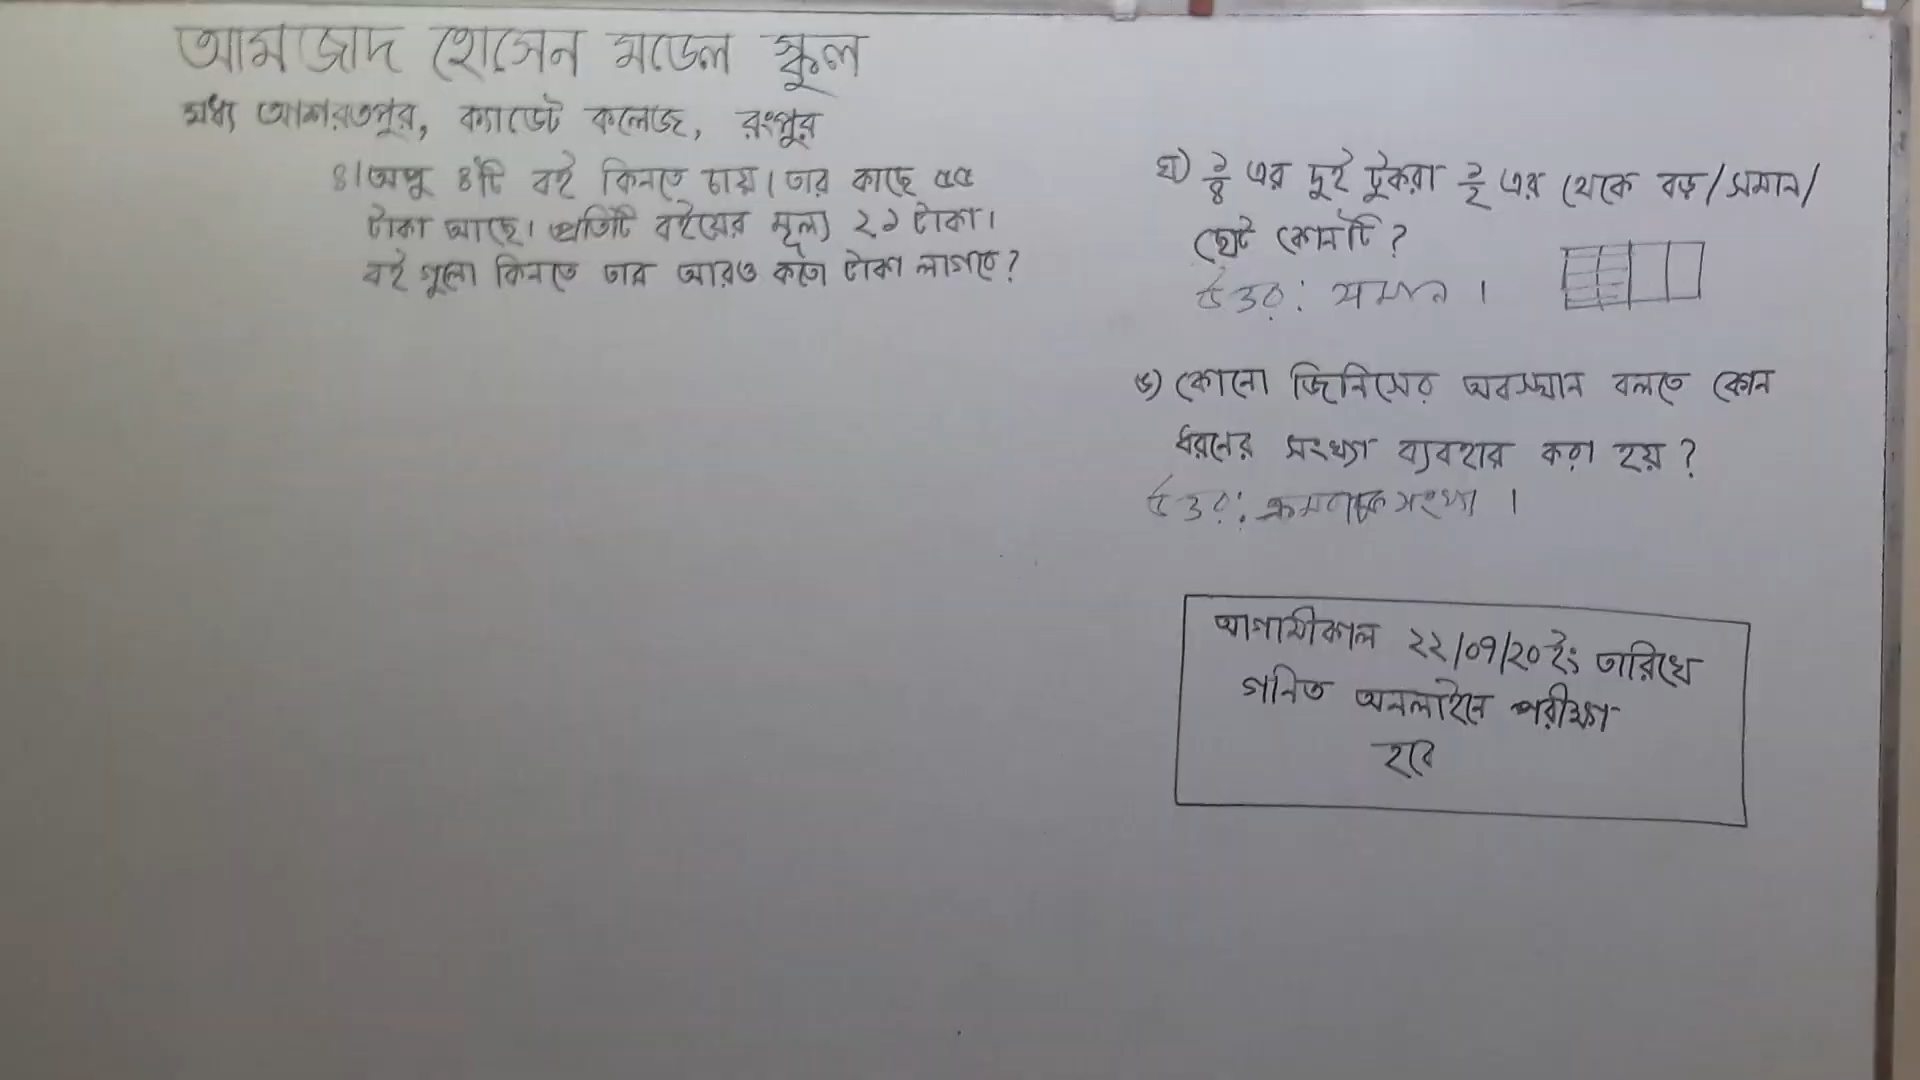 আমজাদ হোসেন মডেল স্কুল
মধ্য আশরতপুর, ক্যাডেট কলেজ, রংপুর
৪। অপু ৪টি বই কিনতে চায়। তার কাছে ৫৫
টাকা আছে। প্রতিটি বইয়ের মূল্য ২১ টাকা।
বই গুলো কিনতে তার আরও কতো টাকা লাগবে?
ঘ) ১/৪ এর দুই টুকরা ১/২ এর থেকে বড়/সমান/
ছোট কোনটি?
উত্তর: সমান।
ঙ) কোনো জিনিসের অবস্থান বলতে কোন
ধরনের সংখ্যা ব্যবহার করা হয়?
উত্তর: ক্রমবাচক সংখ্যা।
আগামীকাল ২২/০৭/২০ ইং তারিখে
গনিত অনলাইনে পরীক্ষা
হবে